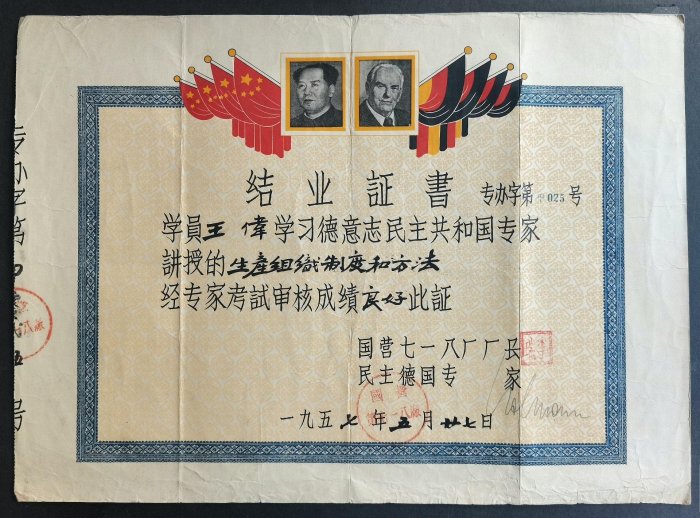 结业証書
专办字第 025 号
学員王偉学习德意志民主共和国专家
講授的生産組織制度和方法
经专家考試审核成績良好此証
国营七一八厂厂長
民主德国专家
一九五七年五月廿七日